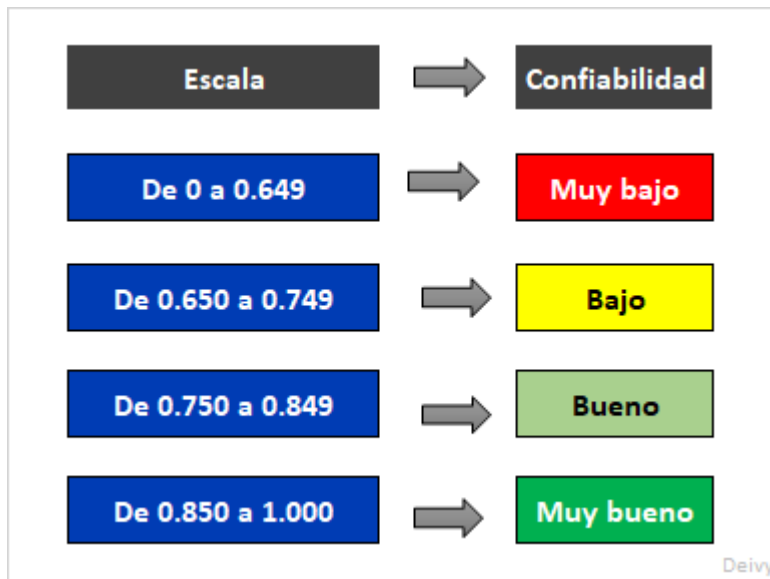 Escala
Confiabilidad
De 0 a 0.649
Muy bajo
De 0.650 a 0.749
Bajo
De 0.750 a 0.849
Bueno
De 0.850 a 1.000
Muy bueno
Deivy